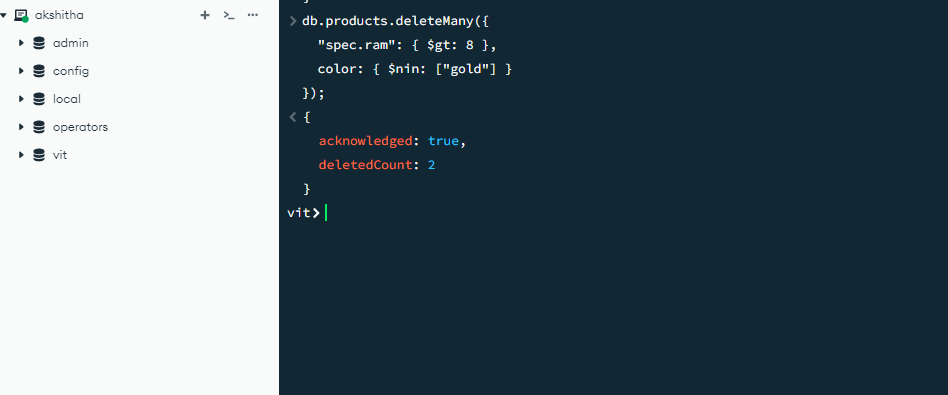 akshitha
admin
config
local
operators
vit
}
> db.products.deleteMany({
"spec.ram": { $gt: 8 },
color: { $nin: ["gold"] }
});
< {
acknowledged: true,
deletedCount: 2
}
vit>